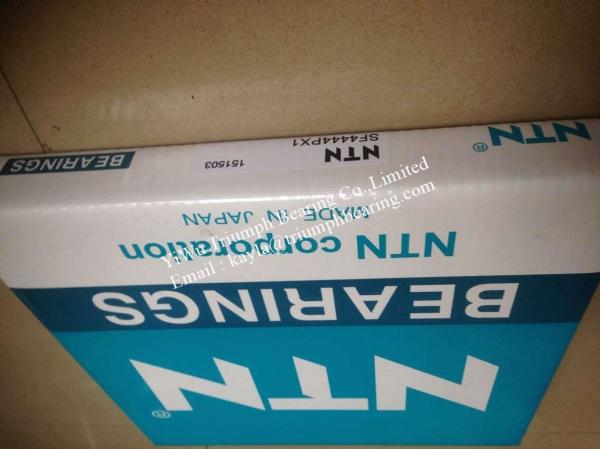 NTN®
BEARINGS
NTN corporation
MADE IN JAPAN
NTN®
NTN
SF4444PX1
151503
BEARINGS
YiWu Triumph Bearing Co.,Limited
Email : kayla@triumphbearing.com